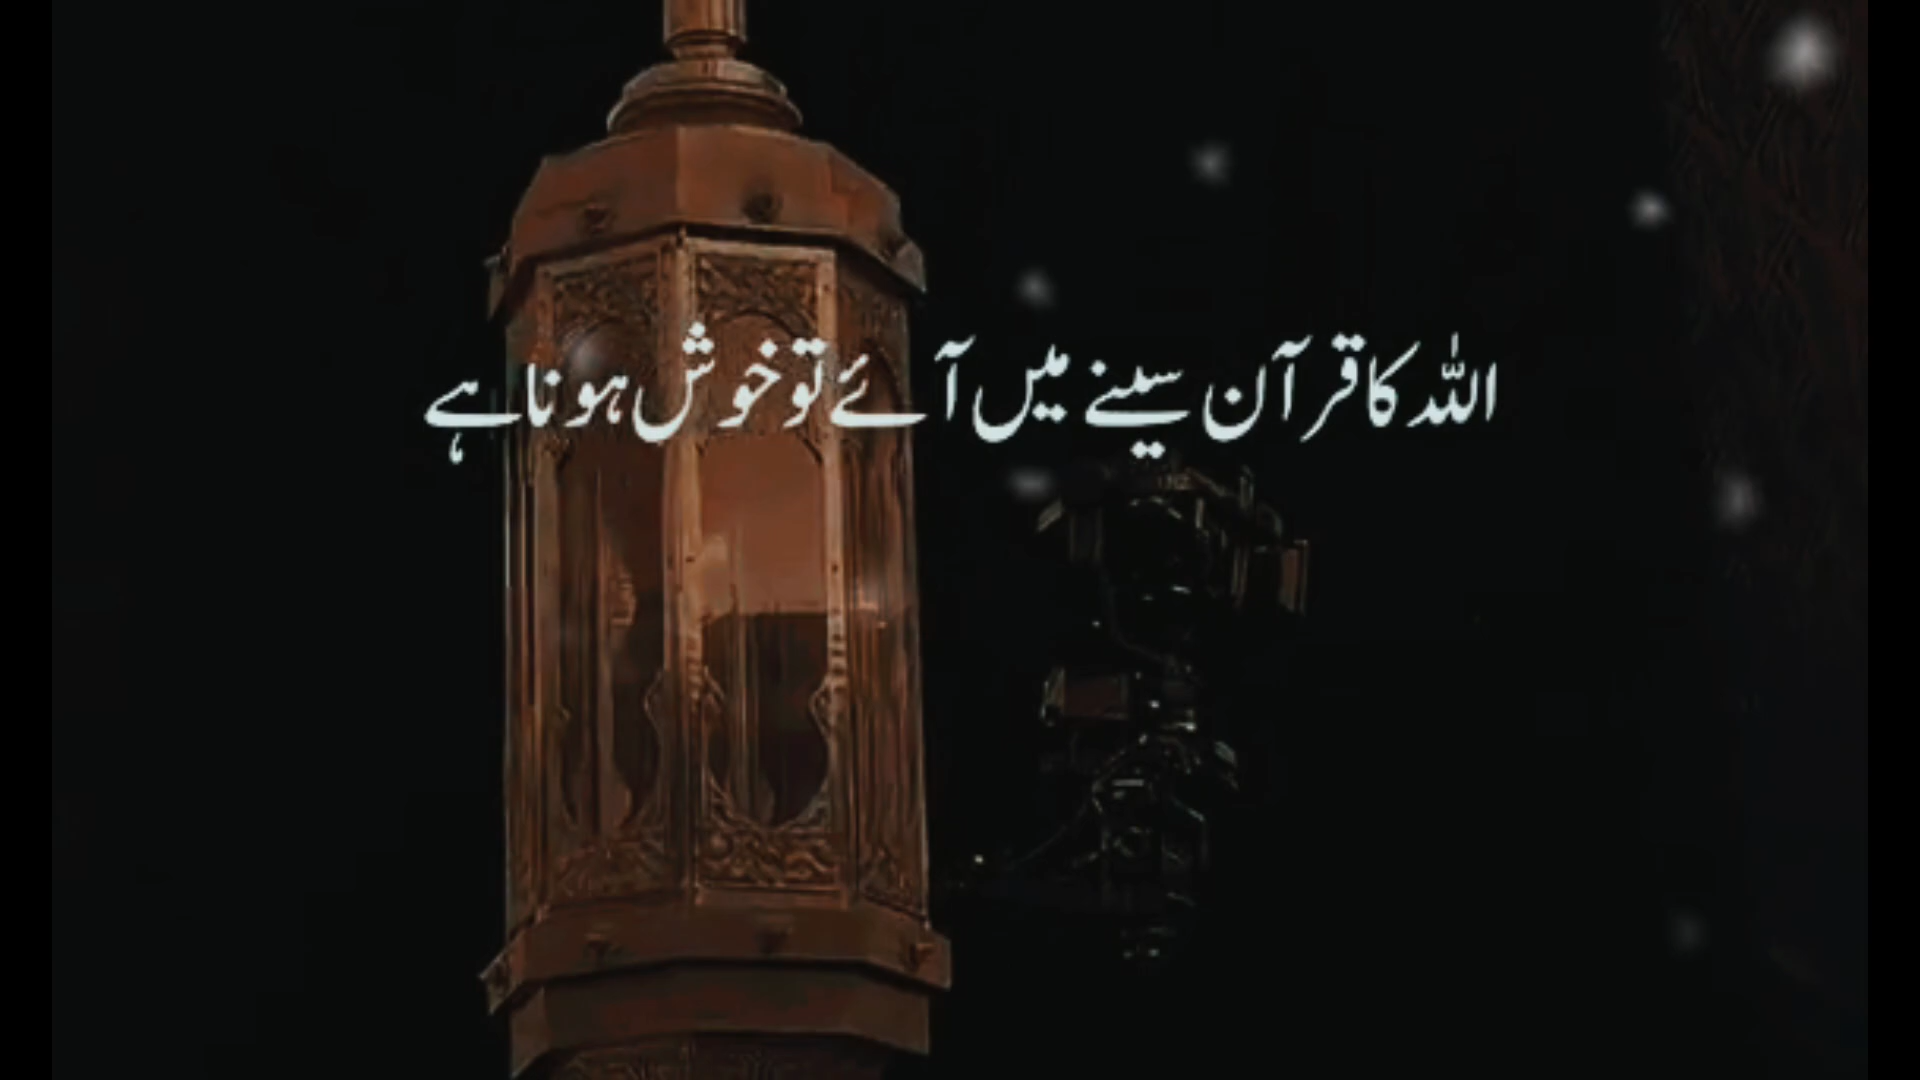 اللہ کا قرآن سینے میں آئے تو خوش ہونا ہے